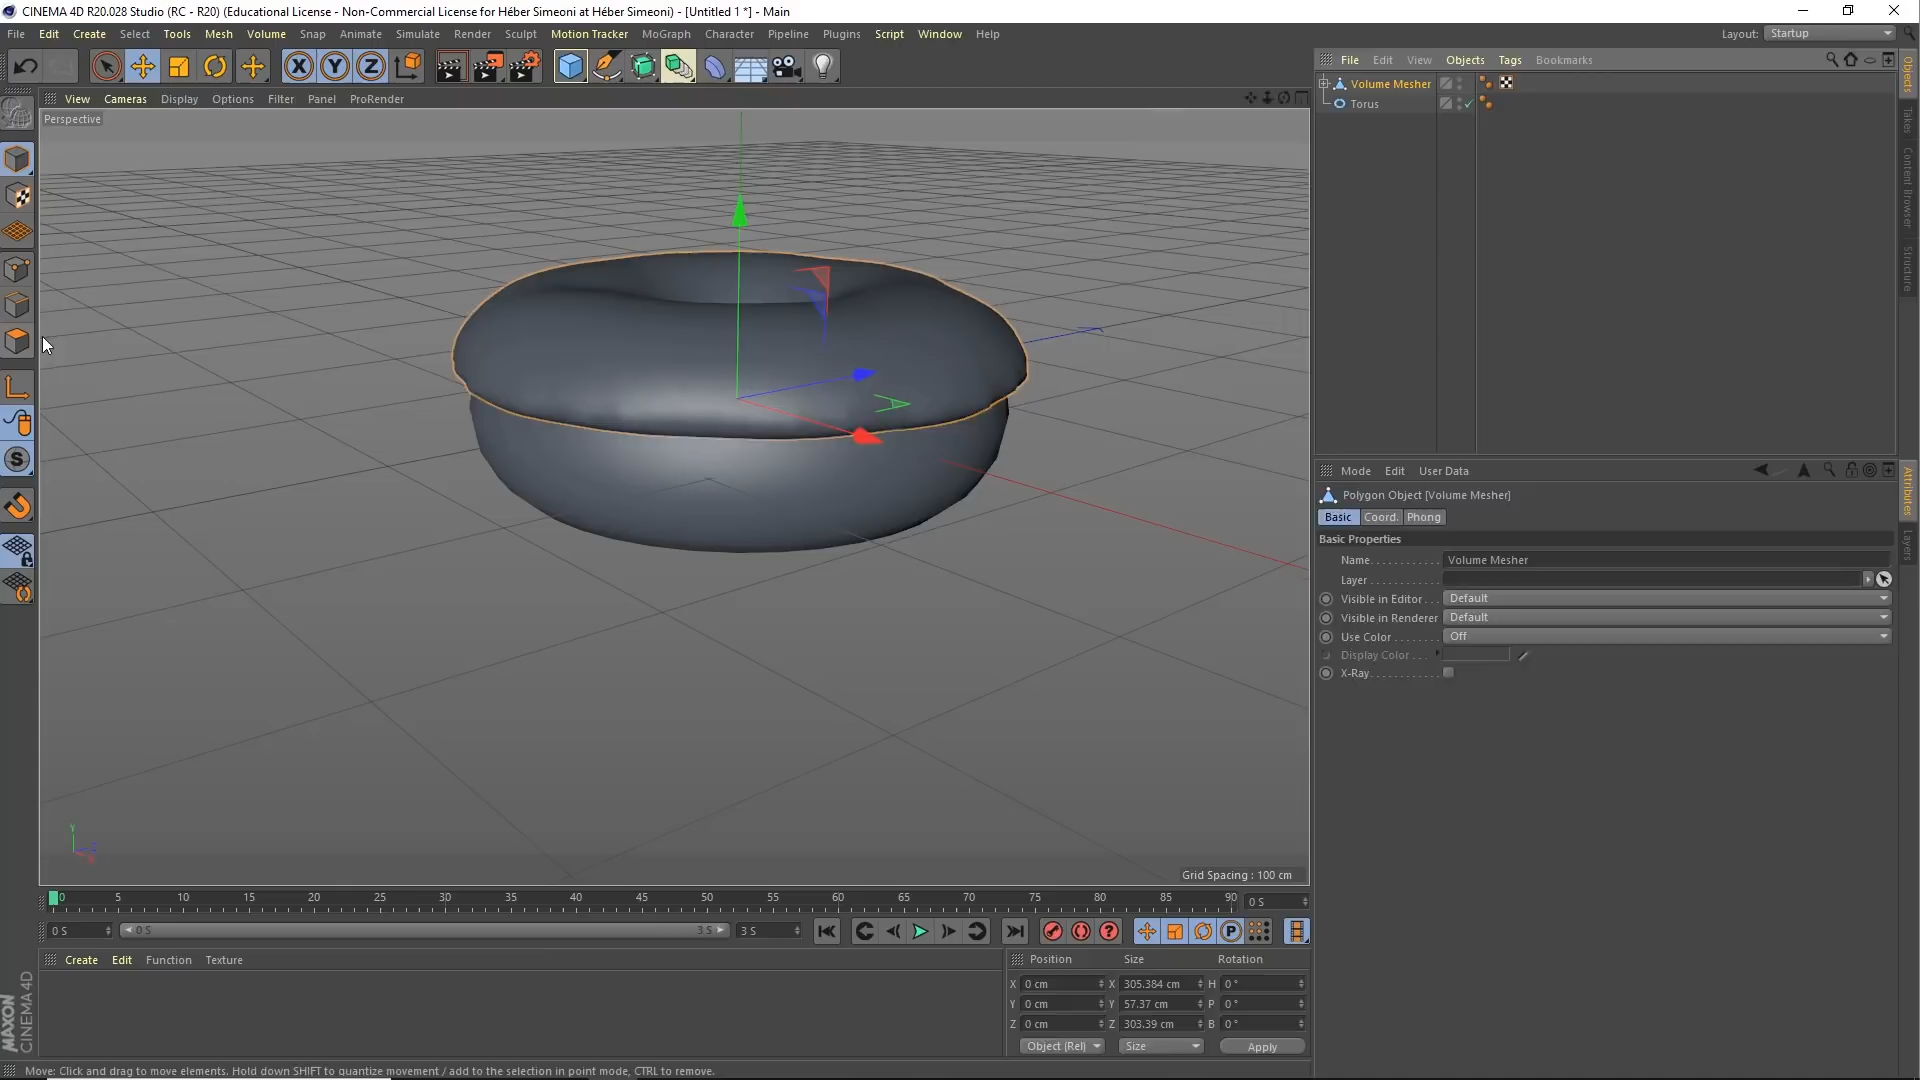 CINEMA 4D R20.028 Studio (RC - R20) (Educational License - Non-Commercial License for Héber Simeoni at Héber Simeoni) - [Untitled 1 *] - Main
File Edit Create Select Tools Mesh Volume Snap Animate Simulate Render Sculpt Motion Tracker MoGraph Character Pipeline Plugins Script Window Help
Layout: Startup
X Y Z
File Edit View Objects Tags Bookmarks
View Cameras Display Options Filter Panel ProRender
Perspective
Volume Mesher
Torus
Objects
Takes
Content Browser
Structure
S
Mode Edit User Data
Polygon Object [Volume Mesher]
Basic Coord. Phong
Basic Properties
Name Volume Mesher
Layer
Visible in Editor Default
Visible in Renderer Default
Use Color Off
Display Color
X-Ray
Attributes
Layers
Y
Z
X
Grid Spacing : 100 cm
0 5 10 15 20 25 30 35 40 45 50 55 60 65 70 75 80 85 90 0 S
0 S 0 S 3 S 3 S
P
Create Edit Function Texture
Position Size Rotation
X 0 cm X 305.384 cm H 0 °
Y 0 cm Y 57.37 cm P 0 °
Z 0 cm Z 303.39 cm B 0 °
Object (Rel) Size Apply
MAXON
CINEMA 4D
Move: Click and drag to move elements. Hold down SHIFT to quantize movement / add to the selection in point mode, CTRL to remove.